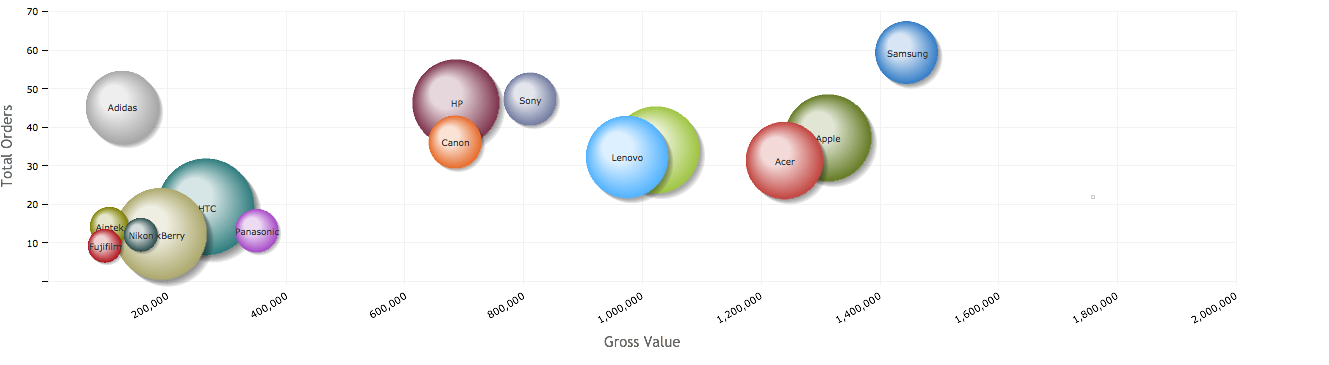 70
60
50
40
30
20
10
Total Orders
Samsung
Adidas
HP
Sony
Canon
Apple
Lenovo
Acer
HTC
Panasonic
Nikon
kBerry
Fujifilm
200,000
400,000
600,000
800,000
1,000,000
1,200,000
1,400,000
1,600,000
1,800,000
2,000,000
Gross Value